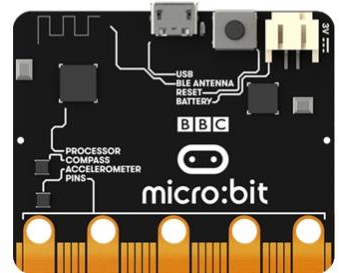 3V
USB
BLE ANTENNA
RESET
BATTERY
BBC
PROCESSOR
COMPASS
ACCELEROMETER
PINS
micro:bit